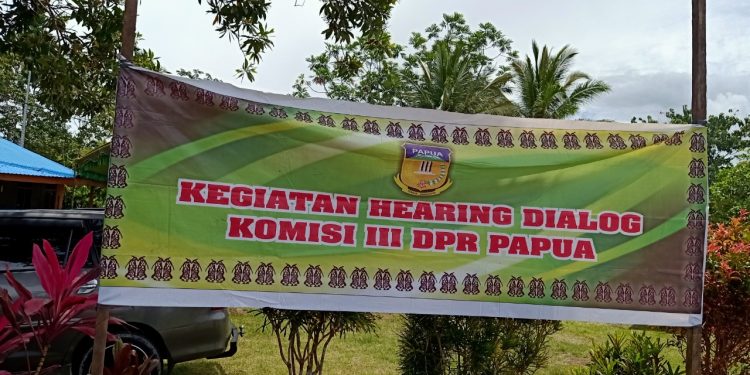 PAPUA
KEGIATAN HEARING DIALOG
KOMISI III DPR PAPUA